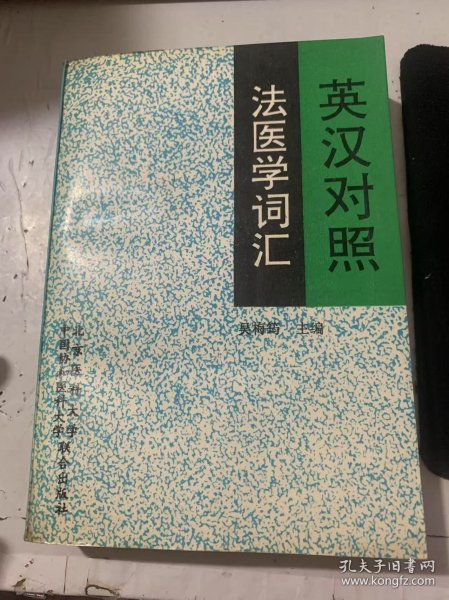 英汉对照
法医学词汇
吴梅筠 主编
北京医科大学
中国协和医科大学
联合出版社
孔夫子旧书网
www.kongfz.com